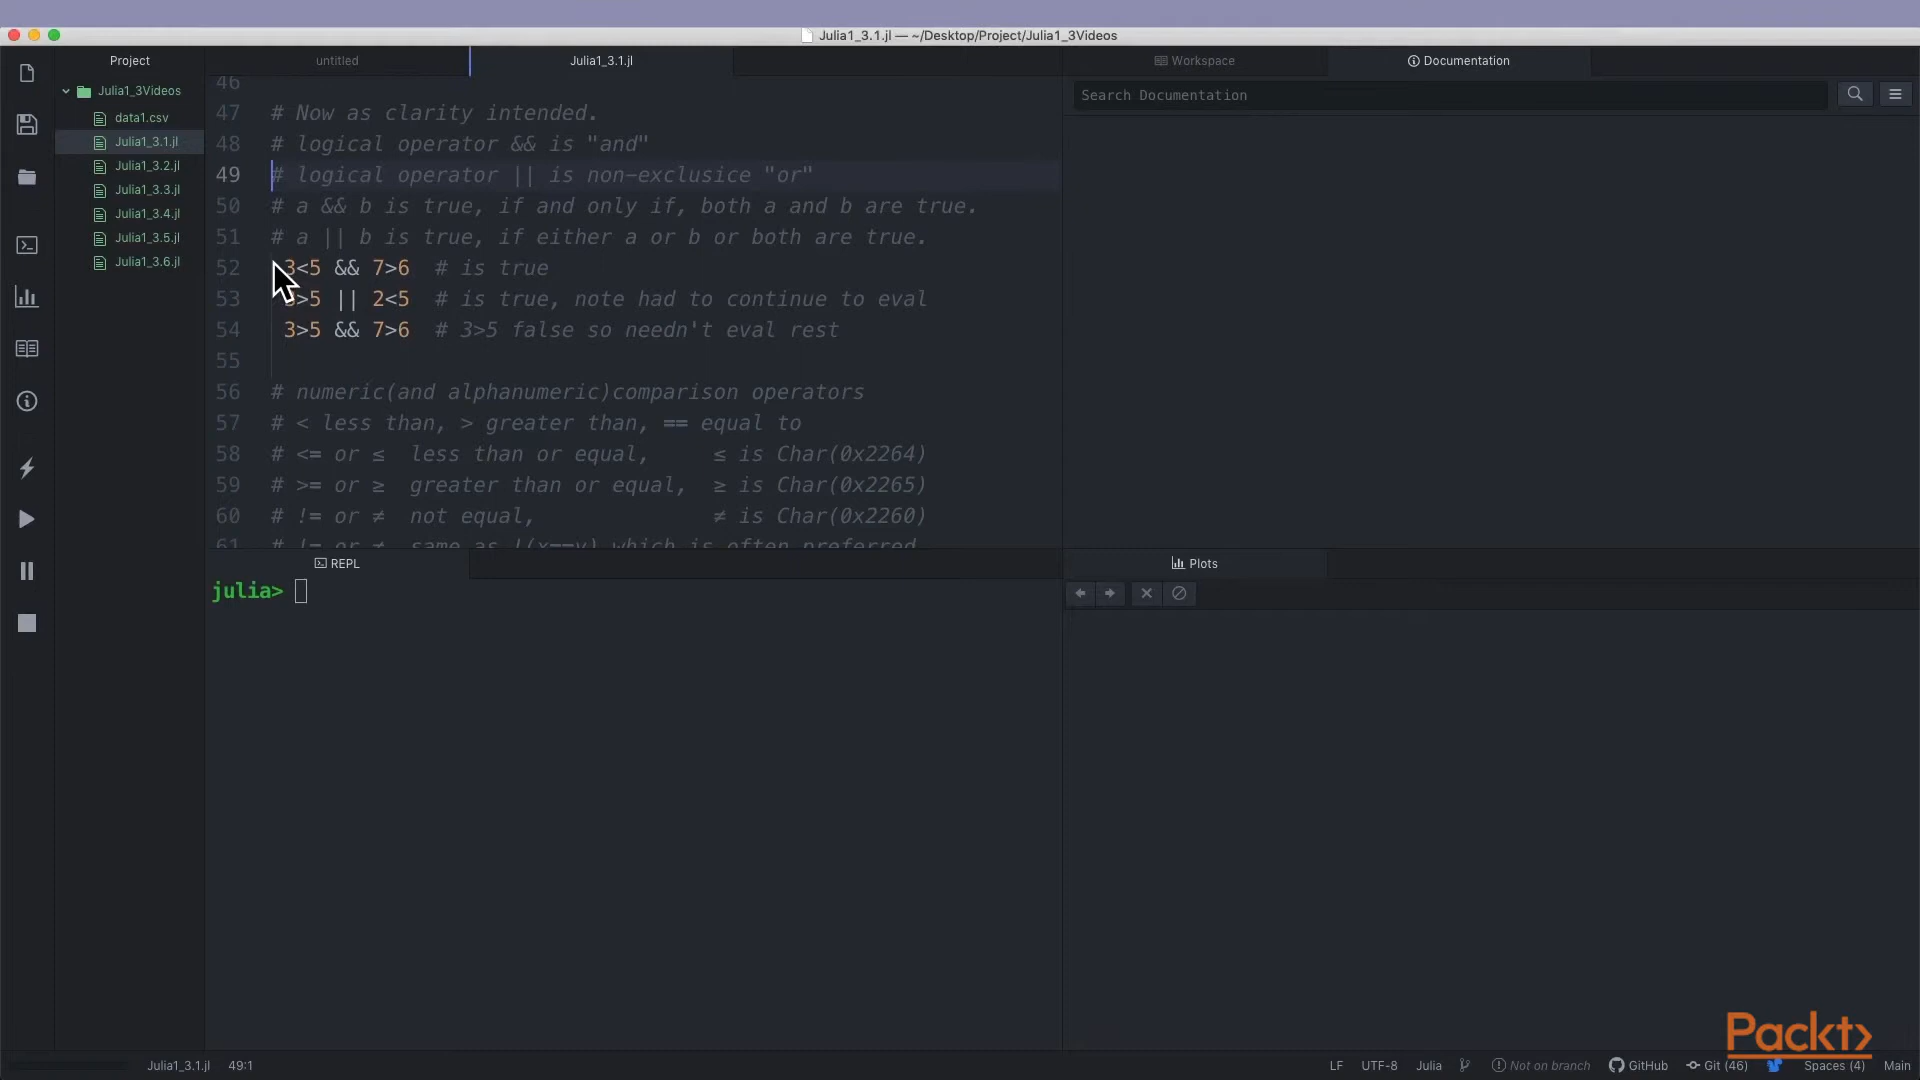 Julia1_3.1.jl — ~/Desktop/Project/Julia1_3Videos
Project
untitled
Julia1_3.1.jl
Workspace
Documentation
Julia1_3Videos
data1.csv
Julia1_3.1.jl
Julia1_3.2.jl
Julia1_3.3.jl
Julia1_3.4.jl
Julia1_3.5.jl
Julia1_3.6.jl
Search Documentation
46
47 # Now as clarity intended.
48 # logical operator && is "and"
49 # logical operator || is non-exclusice "or"
50 # a && b is true, if and only if, both a and b are true.
51 # a || b is true, if either a or b or both are true.
52 3<5 && 7>6 # is true
53 >5 || 2<5 # is true, note had to continue to eval
54 3>5 && 7>6 # 3>5 false so needn't eval rest
55
56 # numeric(and alphanumeric)comparison operators
57 # < less than, > greater than, == equal to
58 # <= or ≤ less than or equal, ≤ is Char(0x2264)
59 # >= or ≥ greater than or equal, ≥ is Char(0x2265)
60 # != or ≠ not equal, ≠ is Char(0x2260)
61 # != or ≠ same as !(x==y) which is often preferred
REPL
Plots
julia>
Packt>
Julia1_3.1.jl 49:1
LF UTF-8 Julia Not on branch GitHub Git (46) Spaces (4) Main